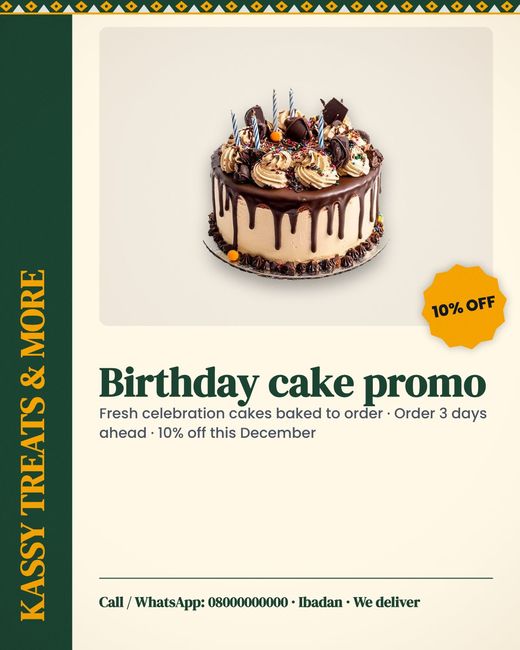 KASSY TREATS & MORE
10% OFF
Birthday cake promo
Fresh celebration cakes baked to order · Order 3 days
ahead · 10% off this December
Call / WhatsApp: 08000000000 · Ibadan · We deliver